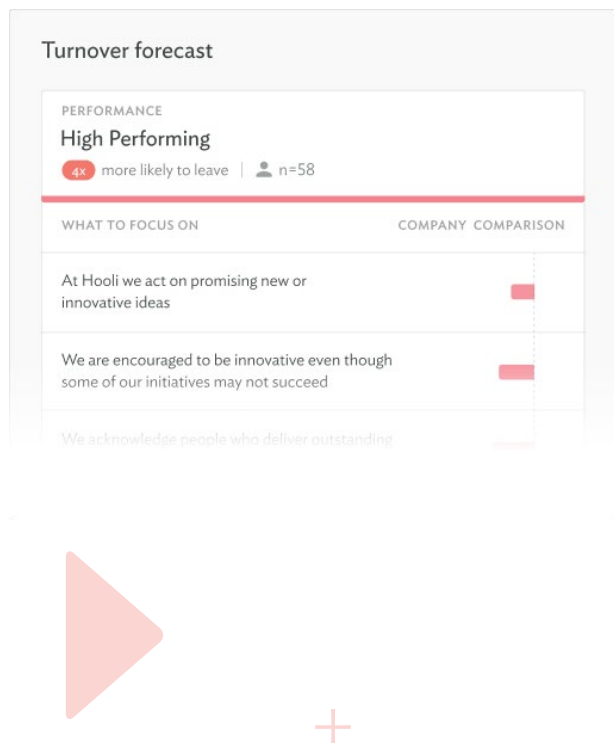 Turnover forecast
PERFORMANCE
High Performing
4x more likely to leave n=58
WHAT TO FOCUS ON COMPANY COMPARISON
At Hooli we act on promising new or
innovative ideas
We are encouraged to be innovative even though
some of our initiatives may not succeed
We acknowledge people who deliver outstanding